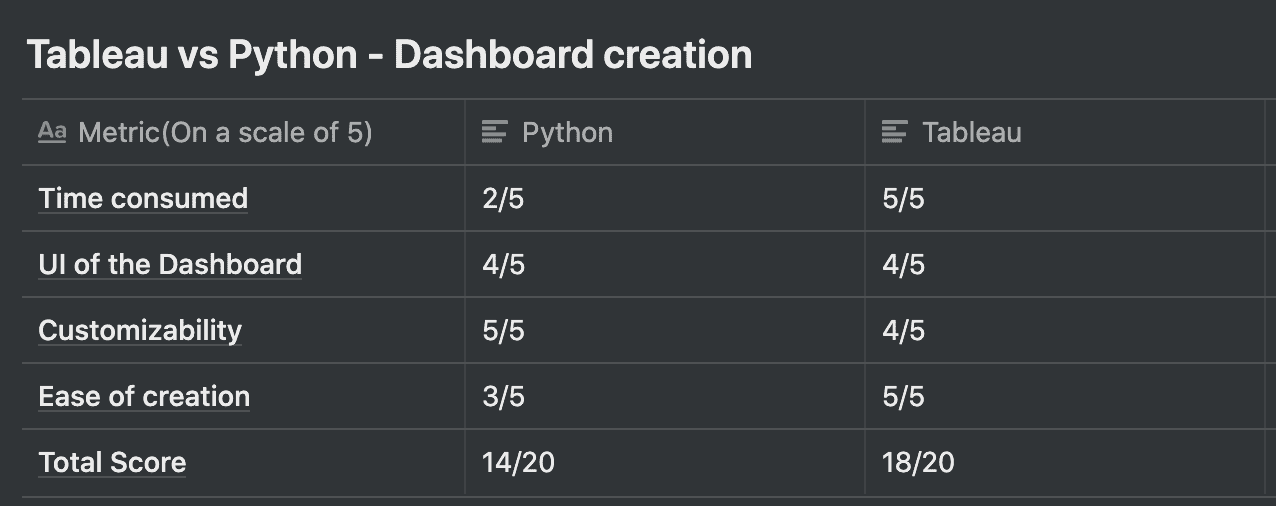 Tableau vs Python - Dashboard creation
Aa Metric(On a scale of 5) Python Tableau
Time consumed 2/5 5/5
UI of the Dashboard 4/5 4/5
Customizability 5/5 4/5
Ease of creation 3/5 5/5
Total Score 14/20 18/20